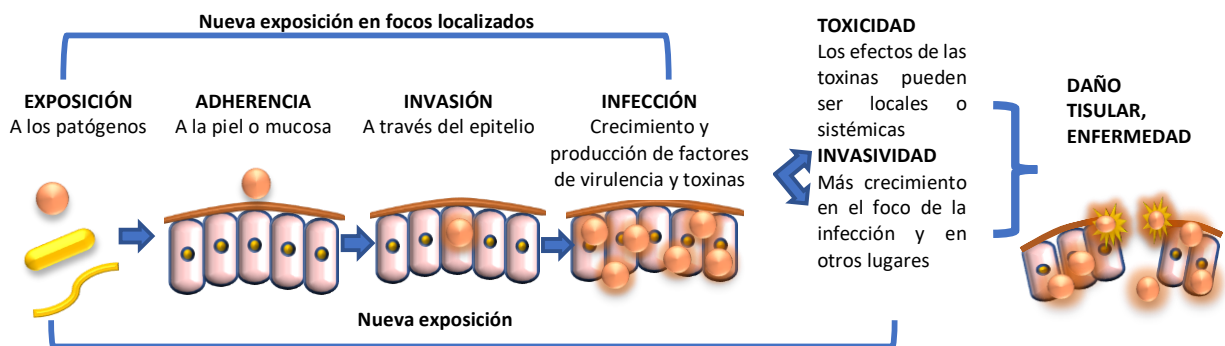 Nueva exposición en focos localizados
EXPOSICIÓN
A los patógenos
ADHERENCIA
A la piel o mucosa
INVASIÓN
A través del epitelio
INFECCIÓN
Crecimiento y
producción de factores
de virulencia y toxinas
TOXICIDAD
Los efectos de las
toxinas pueden
ser locales o
sistémicas
INVASIVIDAD
Más crecimiento
en el foco de la
infección y en
otros lugares
DAÑO
TISULAR,
ENFERMEDAD
Nueva exposición